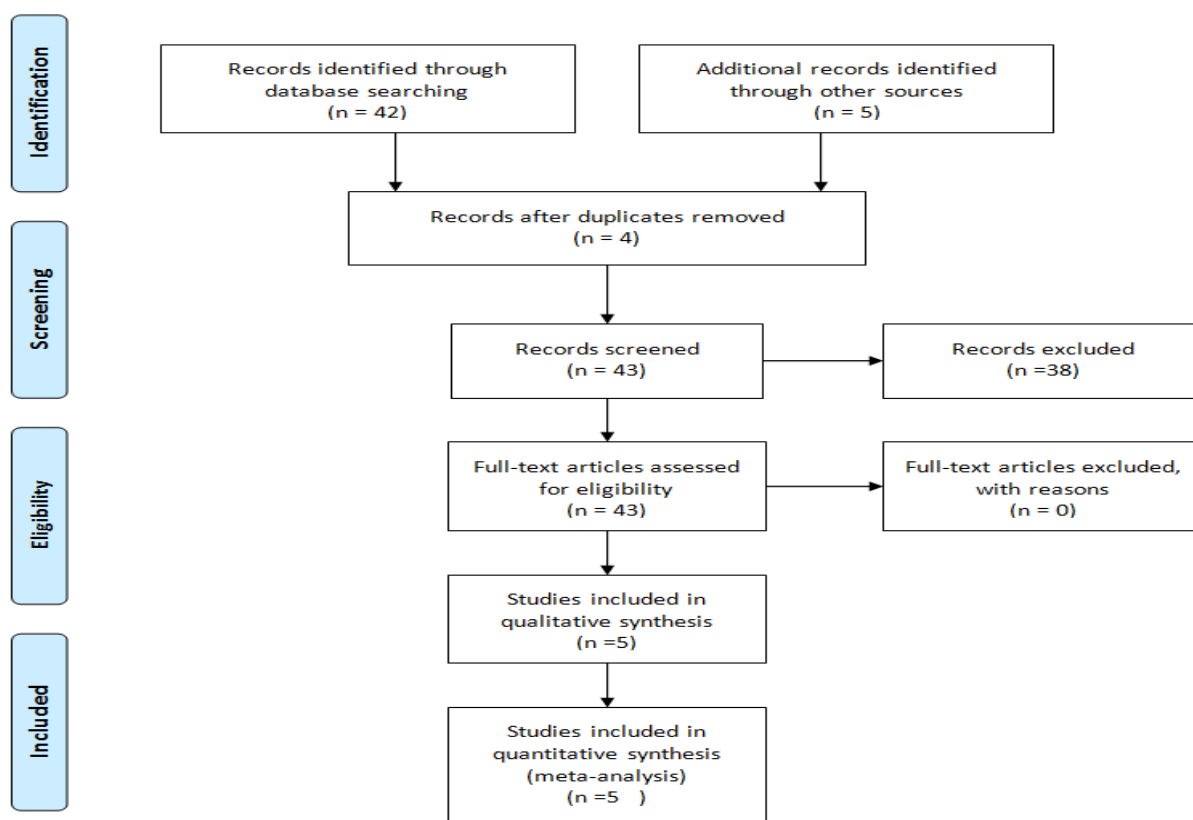 Identification
Records identified through
database searching
(n = 42)
Additional records identified
through other sources
(n = 5)
Records after duplicates removed
(n = 4)
Screening
Records screened
(n = 43)
Records excluded
(n =38)
Eligibility
Full-text articles assessed
for eligibility
(n = 43)
Full-text articles excluded,
with reasons
(n = 0)
Studies included in
qualitative synthesis
(n =5)
Included
Studies included in
quantitative synthesis
(meta-analysis)
(n =5   )